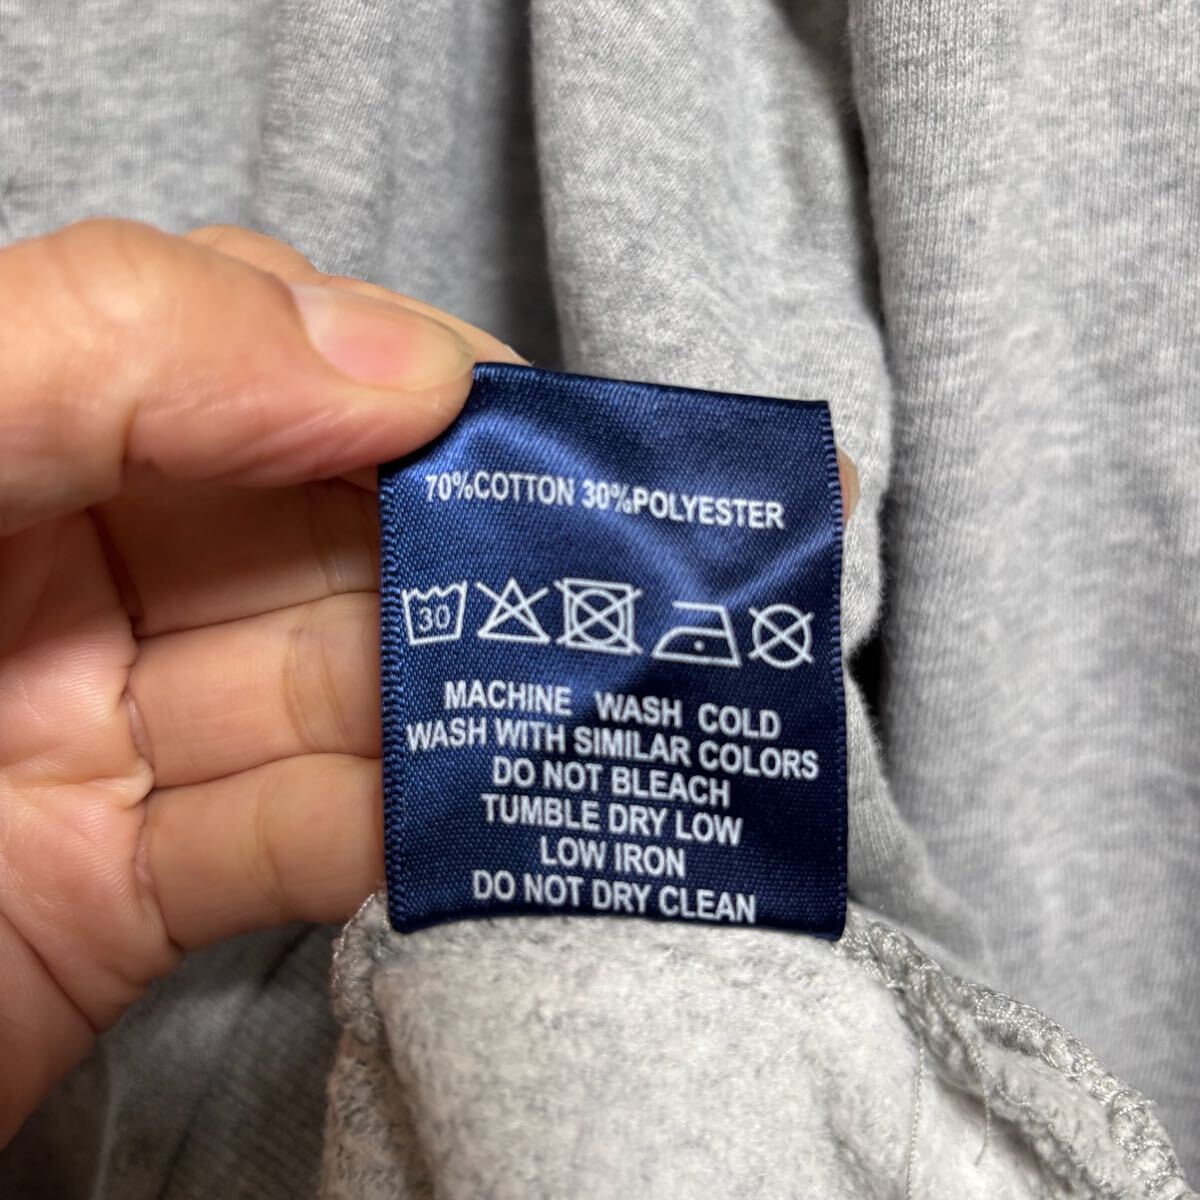 70%COTTON 30%POLYESTER
30
MACHINE WASH COLD
WASH WITH SIMILAR COLORS
DO NOT BLEACH
TUMBLE DRY LOW
LOW IRON
DO NOT DRY CLEAN